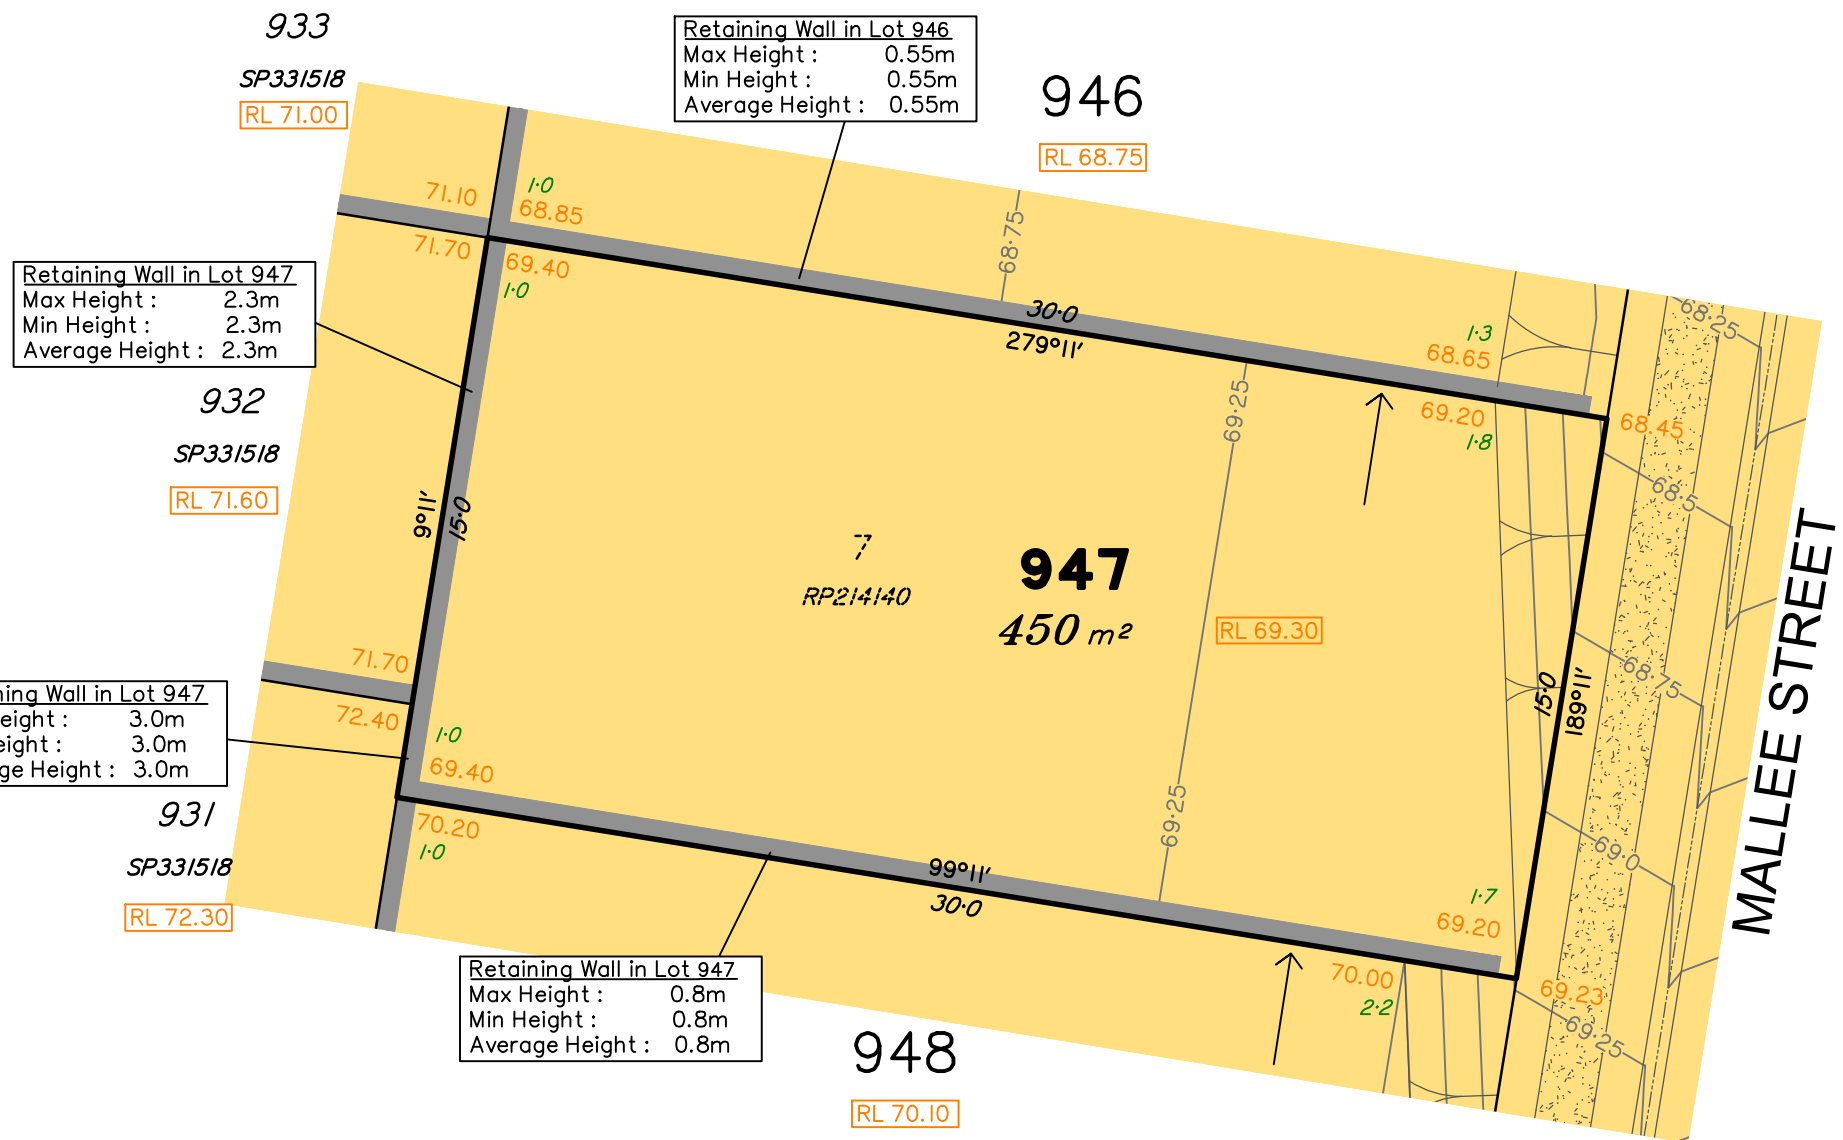 933
SP331518
RL 71.00
Retaining Wall in Lot 946
Max Height : 0.55m
Min Height : 0.55m
Average Height : 0.55m
946
RL 68.75
71.10
1·0
68.85
71.70
69.40
1·0
68·75
30·0
279°11'
1·3
68.65
68·25
Retaining Wall in Lot 947
Max Height : 2.3m
Min Height : 2.3m
Average Height : 2.3m
932
SP331518
RL 71.60
9°11'
15·0
69·25
69.20
1·8
68.45
68·5
7
RP214140
947
450 m²
RL 69.30
68·75
15·0
189°11'
MALLEE STREET
71.70
72.40
ning Wall in Lot 947
eight : 3.0m
eight : 3.0m
ge Height : 3.0m
1·0
69.40
931
SP331518
RL 72.30
70.20
1·0
69·25
69·0
99°11'
30·0
1·7
69.20
70.00
2·2
69.23
69·25
Retaining Wall in Lot 947
Max Height : 0.8m
Min Height : 0.8m
Average Height : 0.8m
948
RL 70.10